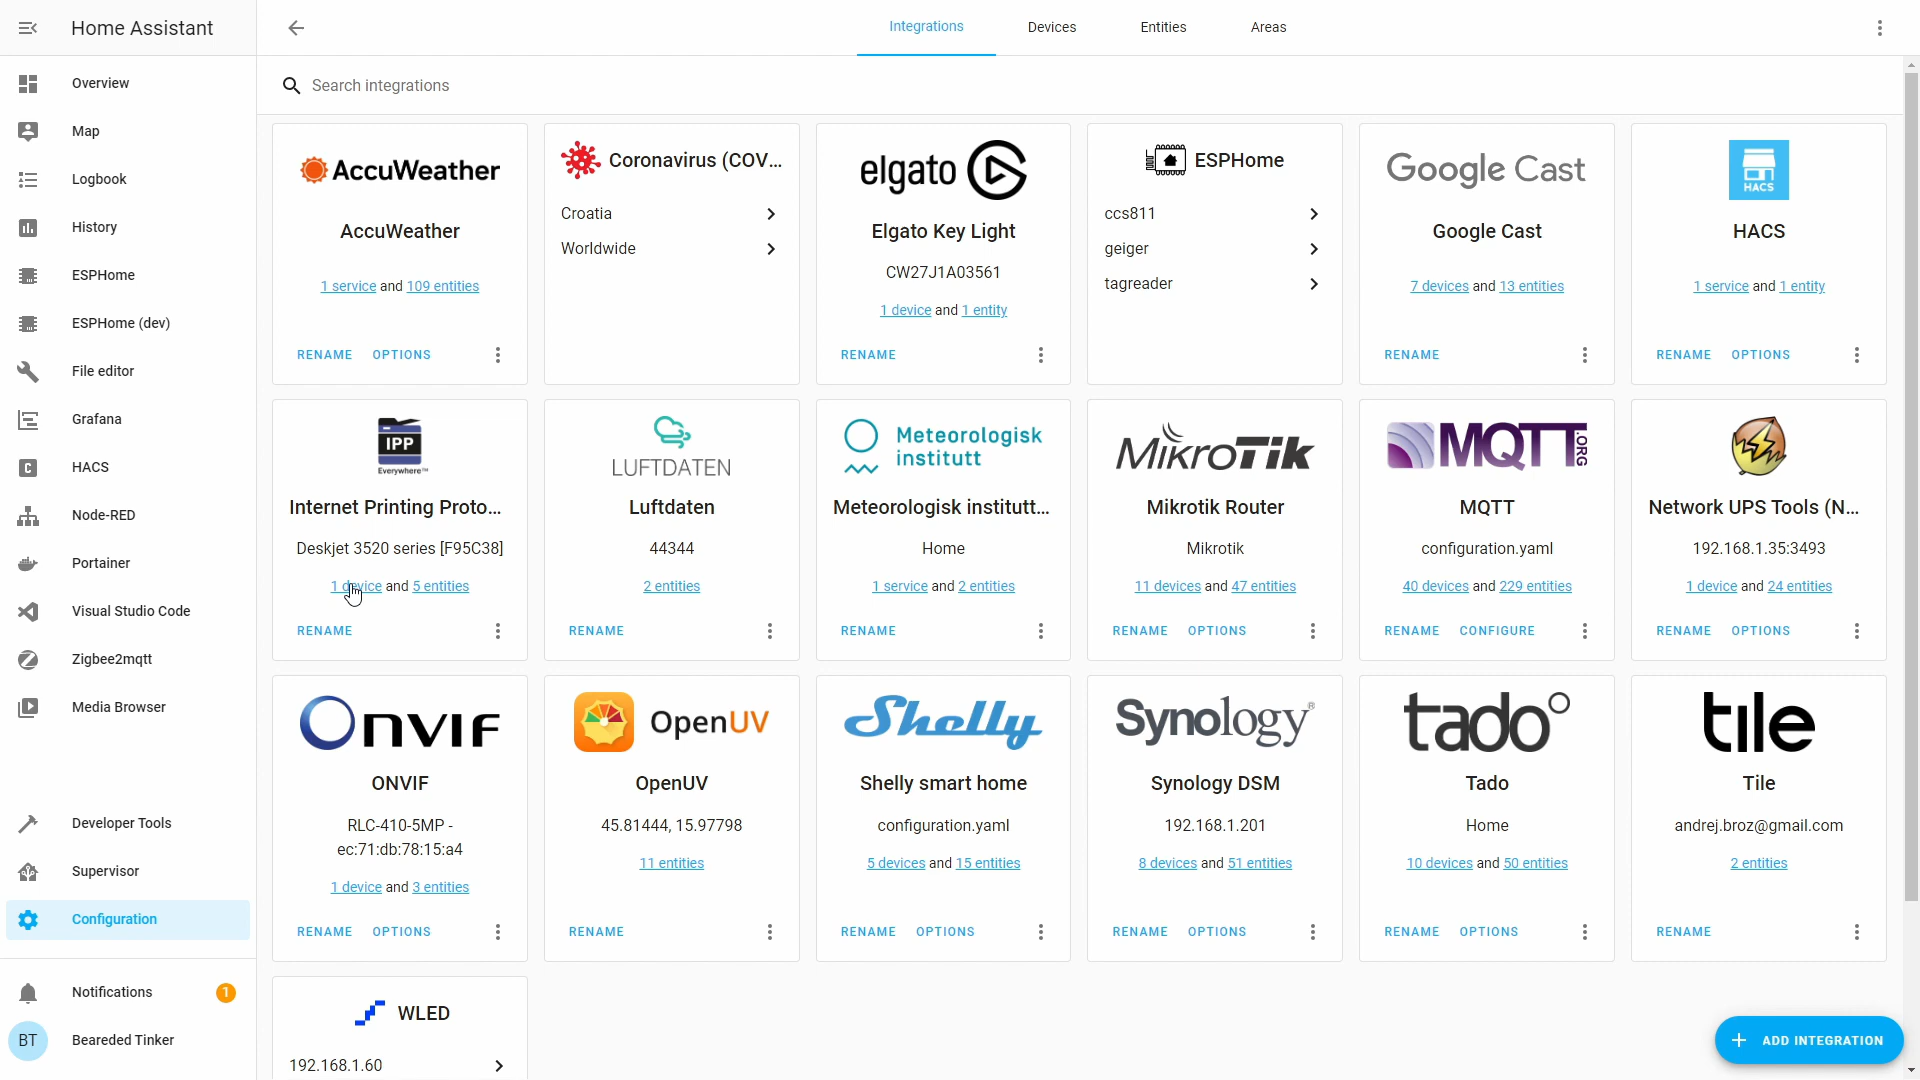 Home Assistant
Overview
Map
Logbook
History
ESPHome
ESPHome (dev)
File editor
Grafana
C
HACS
Node-RED
Portainer
Visual Studio Code
Zigbee2mqtt
Media Browser
Developer Tools
Supervisor
Configuration
Notifications
1
BT
Bearded Tinker
Integrations
Devices
Entities
Areas
Search integrations
AccuWeather
AccuWeather
1 service and 109 entities
RENAME OPTIONS
Coronavirus (COV...
Croatia
Worldwide
elgato
Elgato Key Light
CW27J1A03561
1 device and 1 entity
RENAME
ESPHome
ccs811
geiger
tagreader
Google Cast
Google Cast
7 devices and 13 entities
RENAME
HACS
HACS
1 service and 1 entity
RENAME OPTIONS
IPP
Everywhere™
Internet Printing Proto...
Deskjet 3520 series [F95C38]
1 device and 5 entities
RENAME
LUFTDATEN
Luftdaten
44344
2 entities
RENAME
Meteorologisk
institutt
Meteorologisk institutt...
Home
1 service and 2 entities
RENAME
MikroTik
Mikrotik Router
Mikrotik
11 devices and 47 entities
RENAME OPTIONS
MQTT.ORG
MQTT
configuration.yaml
40 devices and 229 entities
RENAME CONFIGURE
Network UPS Tools (N...
192.168.1.35:3493
1 device and 24 entities
RENAME OPTIONS
ONVIF
ONVIF
RLC-410-5MP -
ec:71:db:78:15:a4
1 device and 3 entities
RENAME OPTIONS
OpenUV
OpenUV
45.81444, 15.97798
11 entities
RENAME
Shelly
Shelly smart home
configuration.yaml
5 devices and 15 entities
RENAME OPTIONS
Synology®
Synology DSM
192.168.1.201
8 devices and 51 entities
RENAME OPTIONS
tado°
Tado
Home
10 devices and 50 entities
RENAME OPTIONS
tile
Tile
andrej.broz@gmail.com
2 entities
RENAME
WLED
192.168.1.60
ADD INTEGRATION